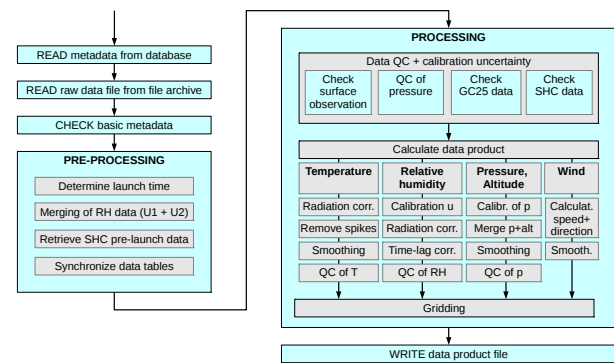 READ metadata from database
READ raw data file from file archive
CHECK basic metadata
PRE-PROCESSING
Determine launch time
Merging of RH data (U1 + U2)
Retrieve SHC pre-launch data
Synchronize data tables
PROCESSING
Data QC + calibration uncertainty
Check
surface
observation
QC of
pressure
Check
GC25 data
Check
SHC data
Calculate data product
Temperature
Radiation corr.
Remove spikes
Smoothing
QC of T
Relative
humidity
Calibration u
Radiation corr.
Time-lag corr.
QC of RH
Pressure,
Altitude
Calibr. of p
Merge p+alt
Smoothing
QC of p
Wind
Calculat.
speed+
direction
Smooth.
Gridding
WRITE data product file